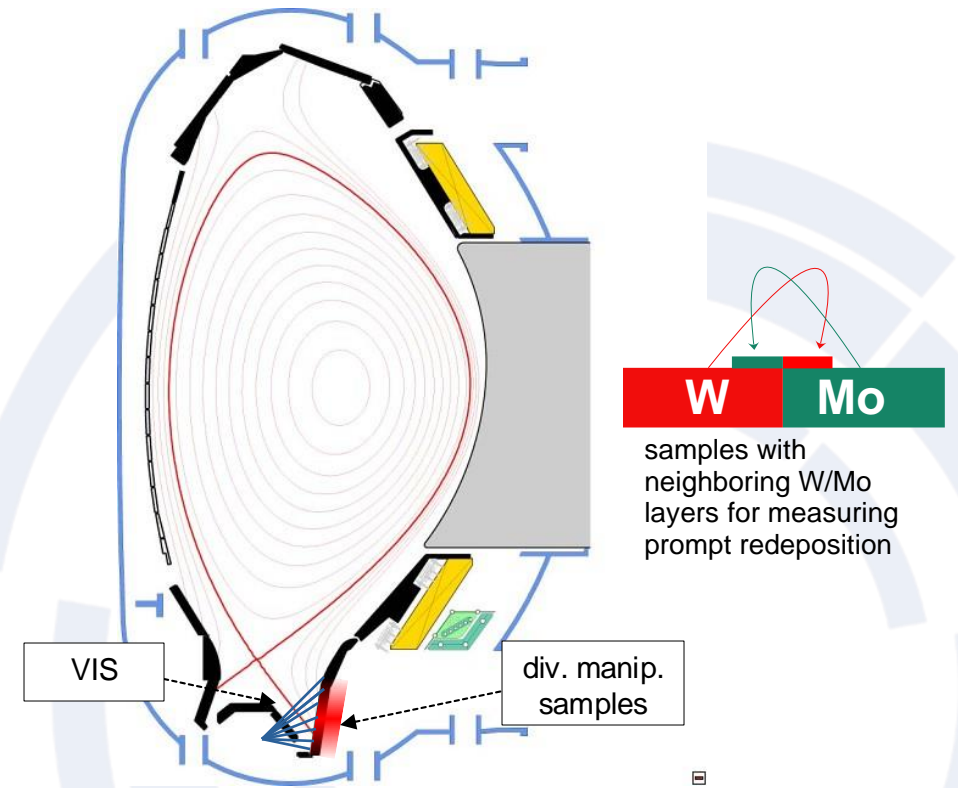 W Mo
samples with
neighboring W/Mo
layers for measuring
prompt redeposition
VIS
div. manip.
samples